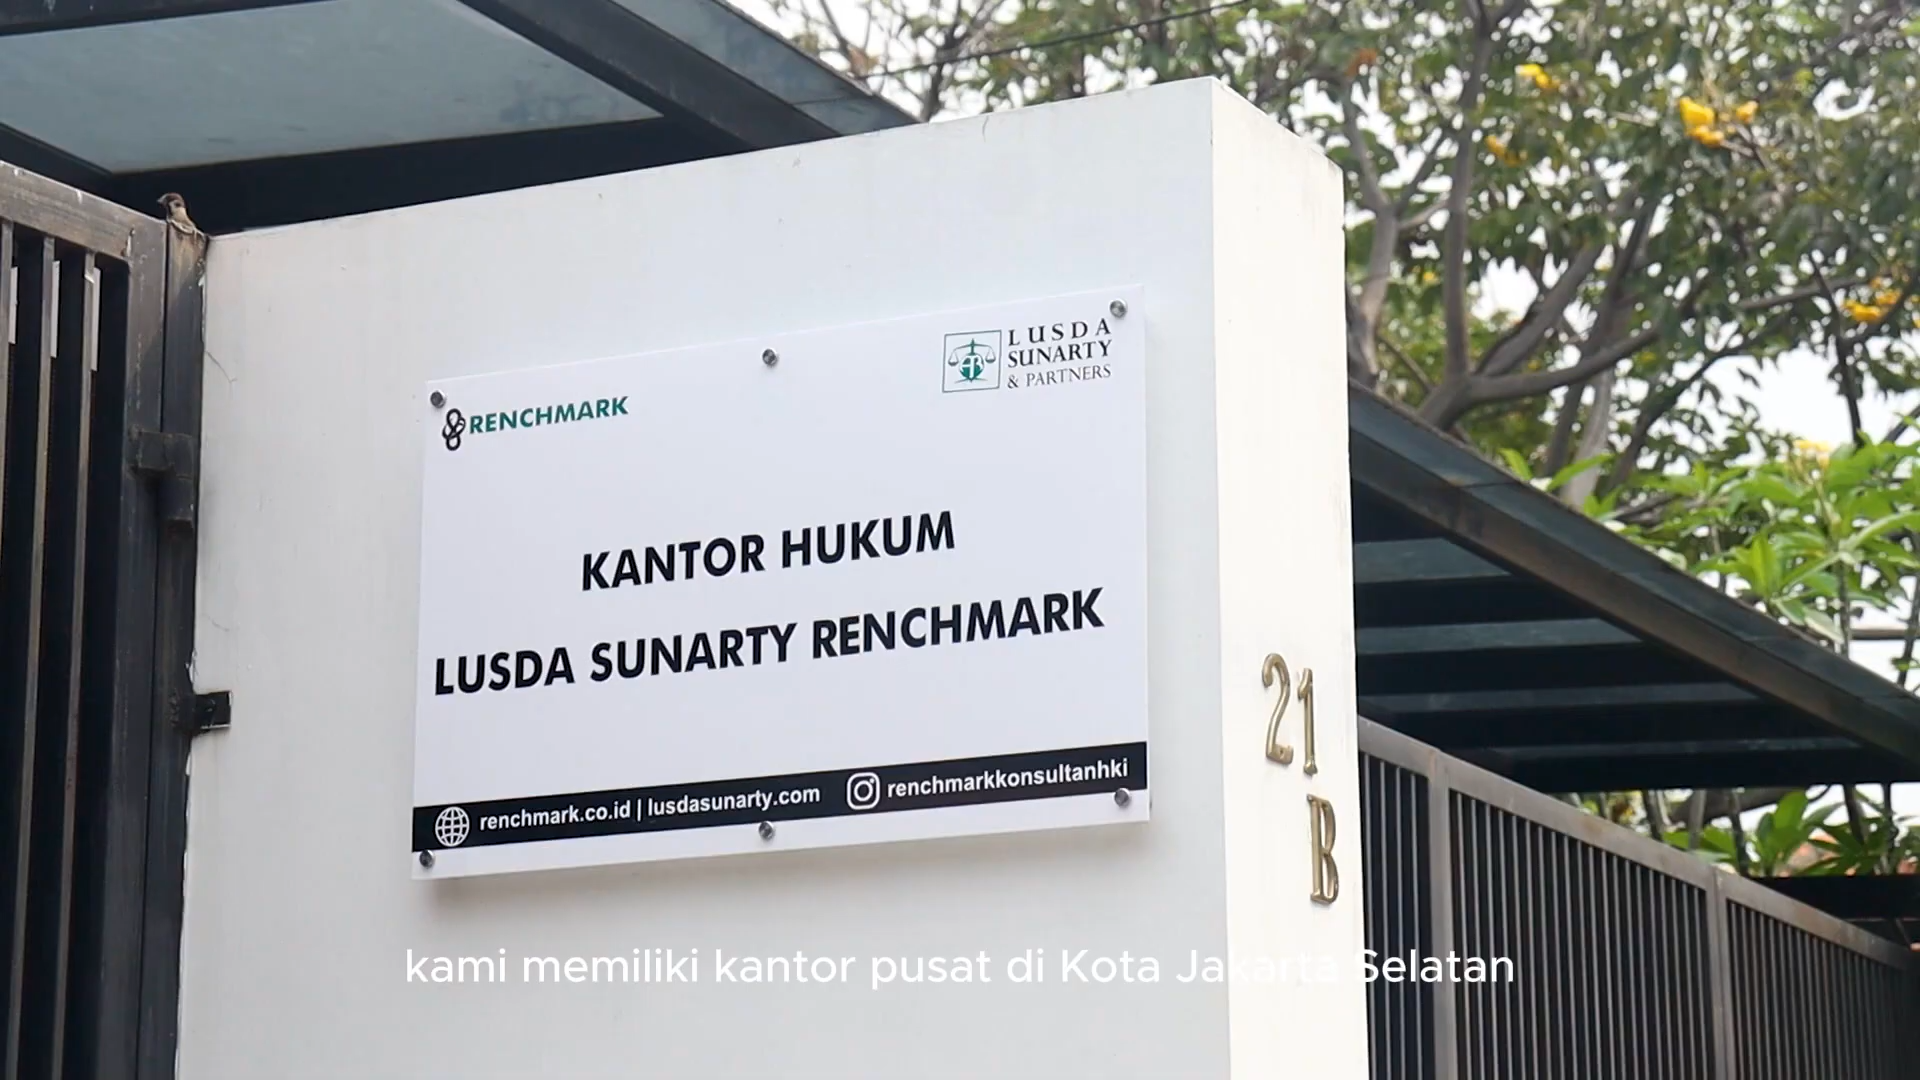 RENCHMARK
LUSDA
SUNARTY
& PARTNERS
KANTOR HUKUM
LUSDA SUNARTY RENCHMARK
renchmark.co.id | lusdasunarty.com renchmarkkonsultanhki
21
B
kami memiliki kantor pusat di Kota Jakarta Selatan